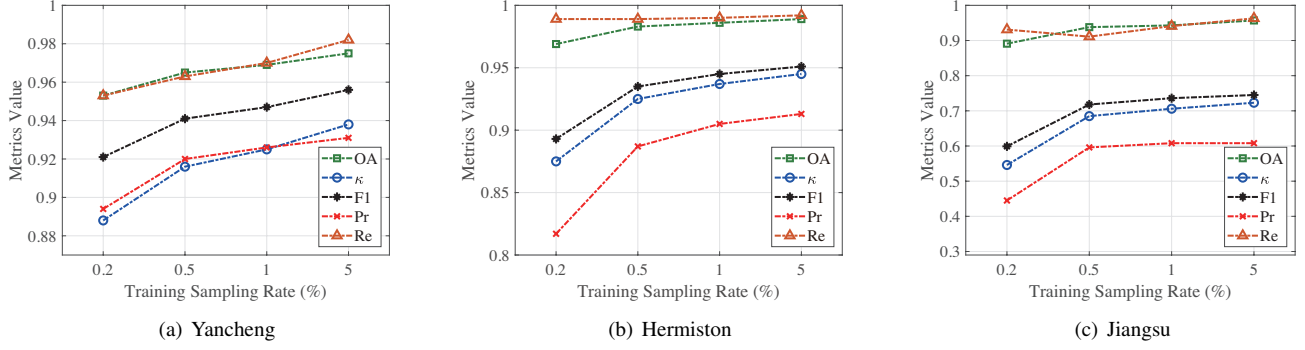 1
0.98
0.96
0.94
0.92
0.9
0.88
Metrics Value
0.2 0.5 1 5
Training Sampling Rate (%)
OA
κ
F1
Pr
Re
(a) Yancheng
1
0.95
0.9
0.85
0.8
Metrics Value
0.2 0.5 1 5
Training Sampling Rate (%)
OA
κ
F1
Pr
Re
(b) Hermiston
1
0.9
0.8
0.7
0.6
0.5
0.4
0.3
Metrics Value
0.2 0.5 1 5
Training Sampling Rate (%)
OA
κ
F1
Pr
Re
(c) Jiangsu